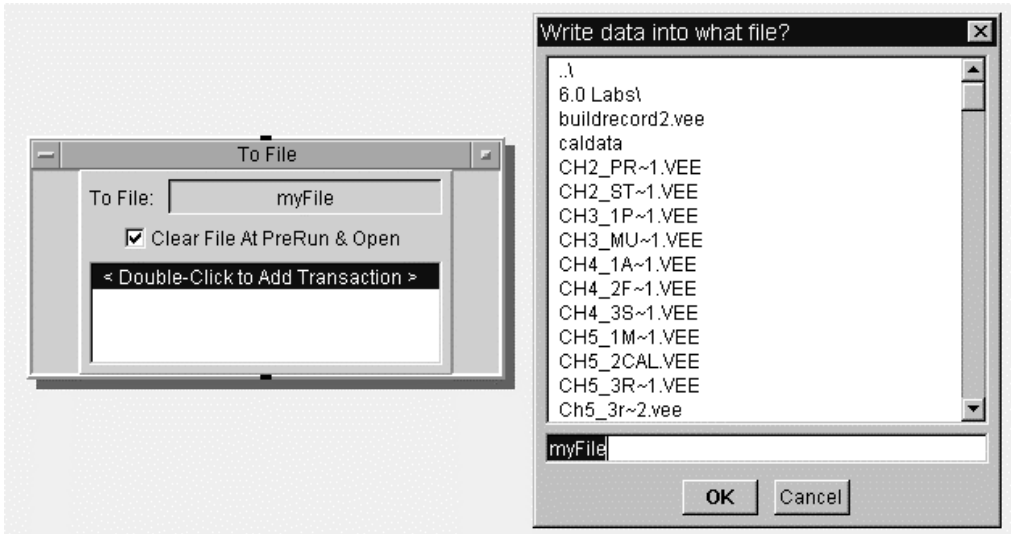 To File
To File: myFile
Clear File At PreRun & Open
< Double-Click to Add Transaction >
Write data into what file?
..\
6.0 Labs\
buildrecord2.vee
caldata
CH2_PR~1.VEE
CH2_ST~1.VEE
CH3_1P~1.VEE
CH3_MU~1.VEE
CH4_1A~1.VEE
CH4_2F~1.VEE
CH4_3S~1.VEE
CH5_1M~1.VEE
CH5_2CAL.VEE
CH5_3R~1.VEE
Ch5_3r~2.vee
myFile
OK Cancel